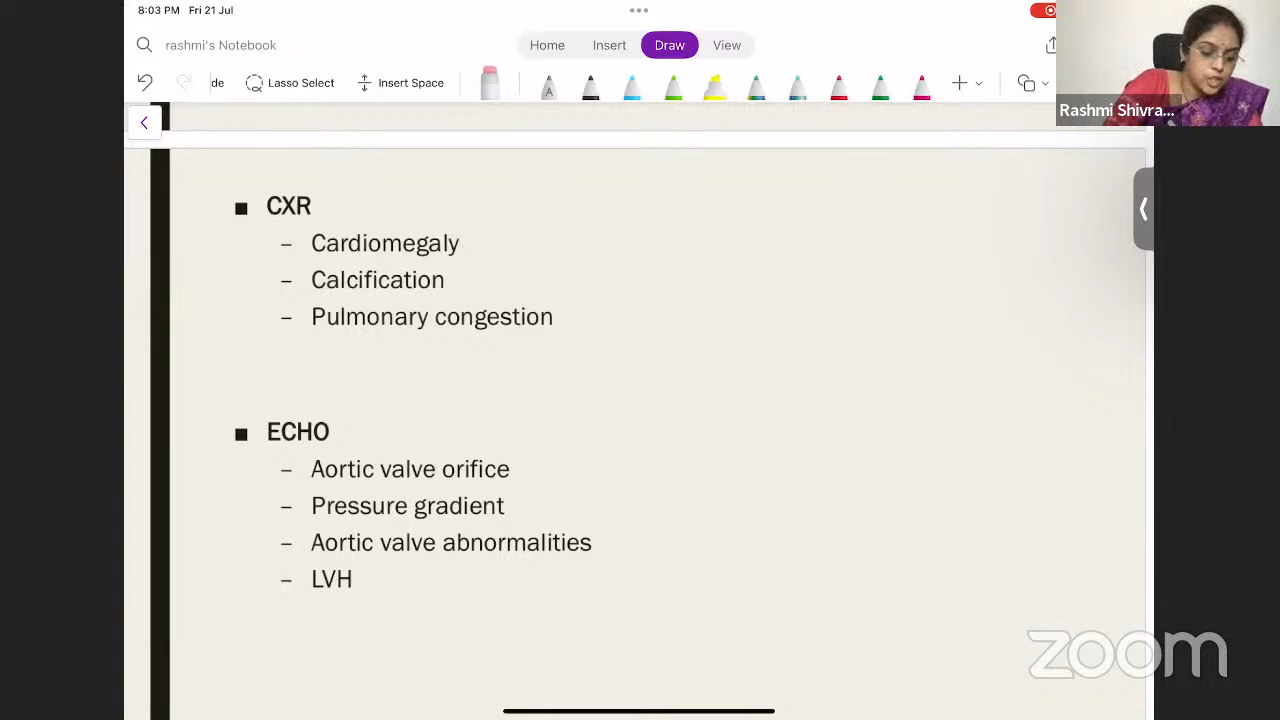 8:03 PM Fri 21 Jul
rashmi's Notebook
Home Insert Draw View
de Lasso Select Insert Space
A
Rashmi Shivra...
■ CXR
– Cardiomegaly
– Calcification
– Pulmonary congestion
■ ECHO
– Aortic valve orifice
– Pressure gradient
– Aortic valve abnormalities
– LVH
zoom